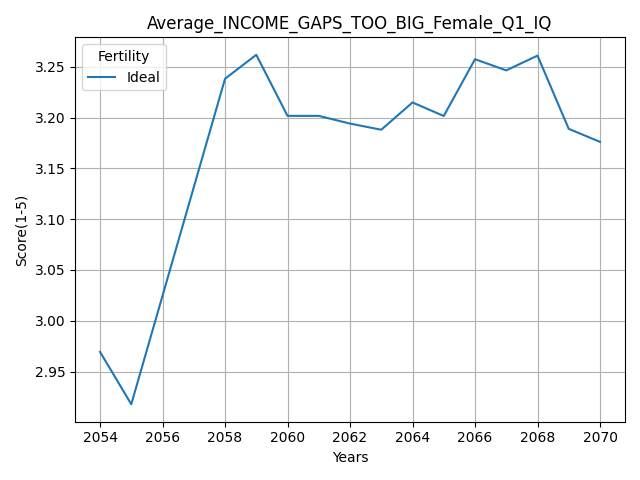 Average_INCOME_GAPS_TOO_BIG_Female_Q1_IQ
Fertility
Ideal
Score(1-5)
3.25
3.20
3.15
3.10
3.05
3.00
2.95
2054 2056 2058 2060 2062 2064 2066 2068 2070
Years